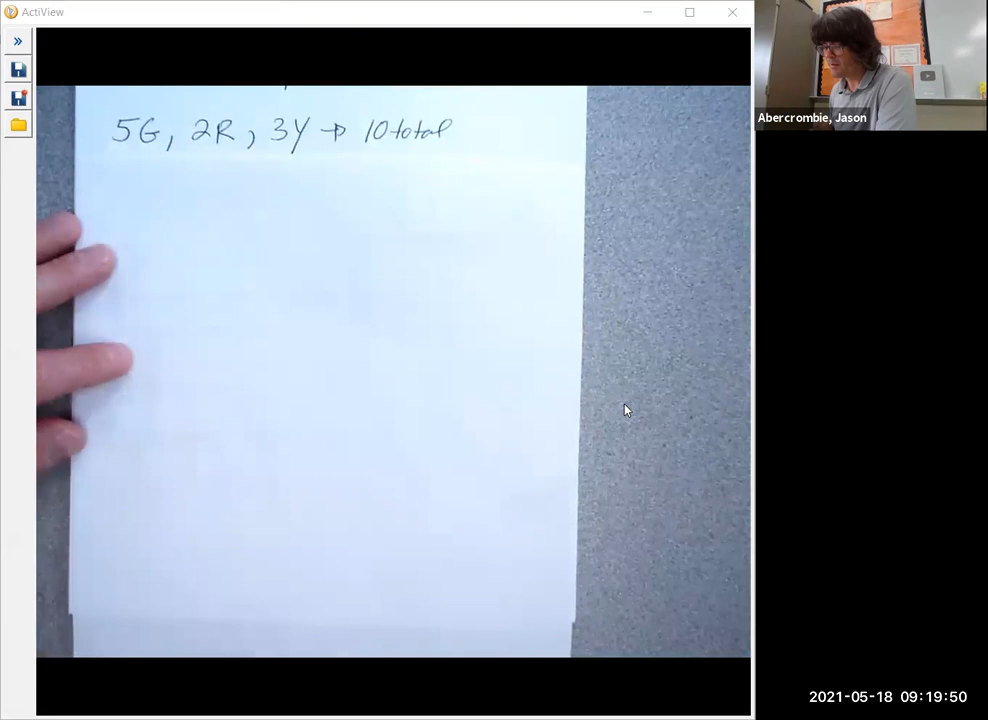 ActiView
5G, 2R, 3Y → 10 total
Abercrombie, Jason
2021-05-18 09:19:50